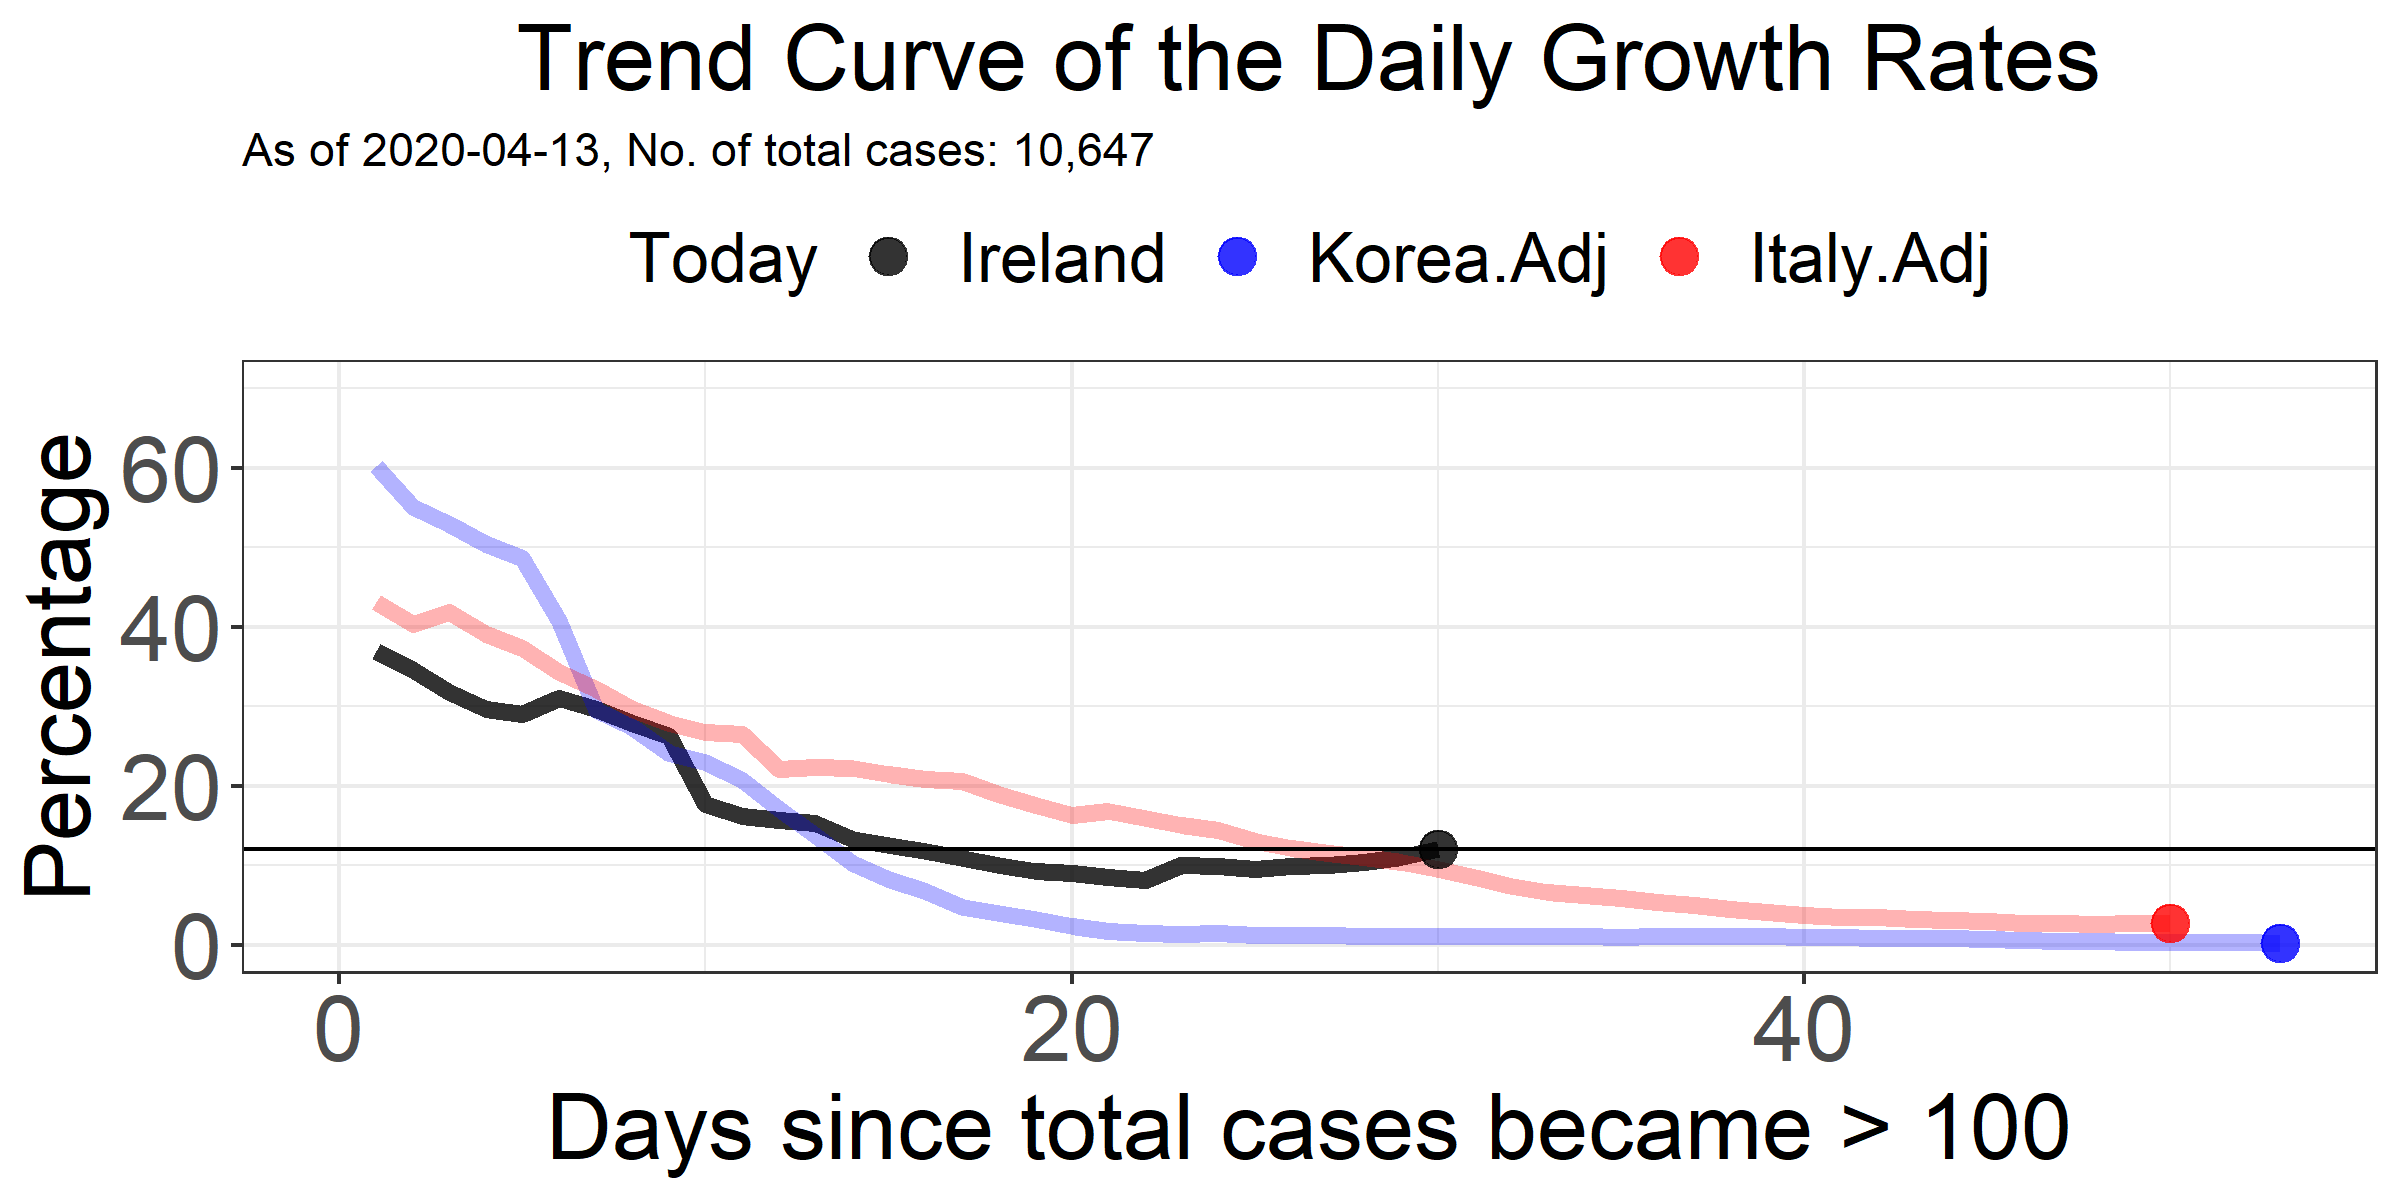 Trend Curve of the Daily Growth Rates
As of 2020-04-13, No. of total cases: 10,647
Today Ireland Korea.Adj Italy.Adj
Percentage
60
40
20
0
0 20 40
Days since total cases became > 100